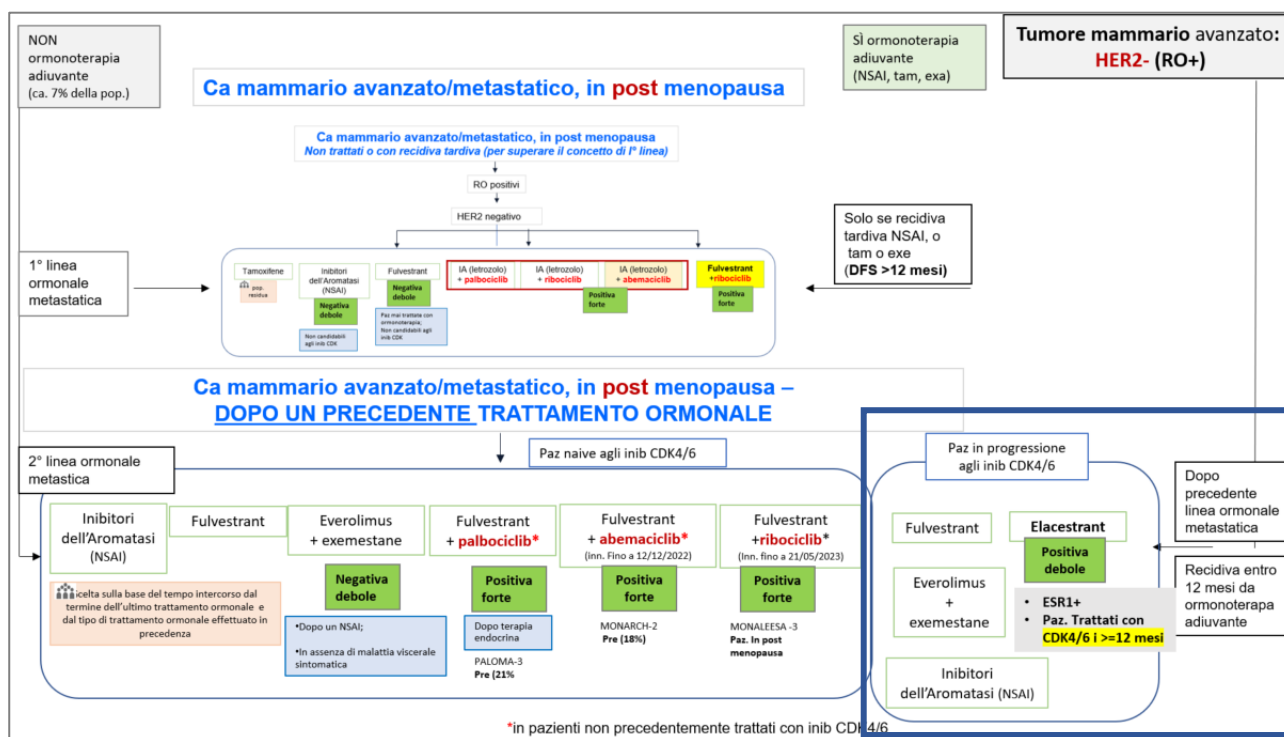 NON
ormonoterapia
adiuvante
(ca. 7% della pop.)
SÌ ormonoterapia
adiuvante
(NSAI, tam, exa)
Tumore mammario avanzato:
HER2- (RO+)
Ca mammario avanzato/metastatico, in post menopausa
Ca mammario avanzato/metastatico, in post menopausa
Non trattati o con recidiva tardiva (per superare il concetto di I° linea)
RO positivi
HER2 negativo
Solo se recidiva
tardiva NSAI, o
tam o exe
(DFS >12 mesi)
1° linea
ormonale
metastatica
Tamoxifene
pop.
residua
Inibitori
dell'Aromatasi
(NSAI)
Negativa
debole
Non candidabili
agli inib CDK
Fulvestrant
Negativa
debole
Paz mai trattate con
ormonoterapia;
Non candidabili agli
inib CDK
IA (letrozolo)
+ palbociclib
IA (letrozolo)
+ ribociclib
IA (letrozolo)
+ abemaciclib
Positiva
forte
Fulvestrant
+ribociclib
Positiva
forte
Ca mammario avanzato/metastatico, in post menopausa –
DOPO UN PRECEDENTE TRATTAMENTO ORMONALE
2° linea ormonale
metastica
Paz naive agli inib CDK4/6
Inibitori
dell'Aromatasi
(NSAI)
Fulvestrant
scelta sulla base del tempo intercorso dal
termine dell'ultimo trattamento ormonale e
dal tipo di trattamento ormonale effettuato in
precedenza
Everolimus
+ exemestane
Negativa
debole
•Dopo un NSAI;
•In assenza di malattia viscerale
sintomatica
Fulvestrant
+ palbociclib*
Positiva
forte
Dopo terapia
endocrina
PALOMA-3
Pre (21%
Fulvestrant
+ abemaciclib*
(inn. Fino a 12/12/2022)
Positiva
forte
MONARCH-2
Pre (18%)
Fulvestrant
+ribociclib*
(Inn. fino a 21/05/2023)
Positiva
forte
MONALEESA -3
Paz. In post
menopausa
Paz in progressione
agli inib CDK4/6
Fulvestrant
Everolimus
+
exemestane
Inibitori
dell'Aromatasi (NSAI)
Elacestrant
Positiva
debole
• ESR1+
• Paz. Trattati con
CDK4/6 i >=12 mesi
Dopo
precedente
linea ormonale
metastatica
Recidiva entro
12 mesi da
ormonoterapa
adiuvante
*in pazienti non precedentemente trattati con inib CDK4/6